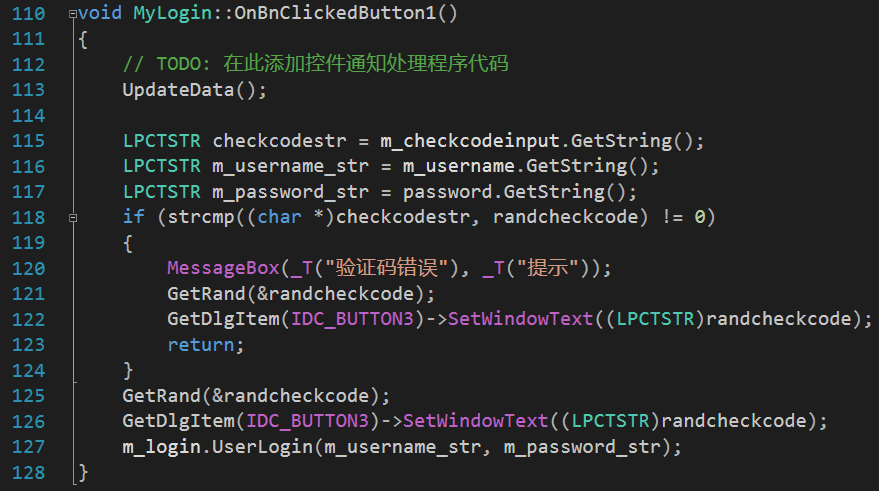 110 void MyLogin::OnBnClickedButton1()
111 {
112     // TODO: 在此添加控件通知处理程序代码
113     UpdateData();
114
115     LPCTSTR checkcodestr = m_checkcodeinput.GetString();
116     LPCTSTR m_username_str = m_username.GetString();
117     LPCTSTR m_password_str = password.GetString();
118     if (strcmp((char *)checkcodestr, randcheckcode) != 0)
119     {
120         MessageBox(_T("验证码错误"), _T("提示"));
121         GetRand(&randcheckcode);
122         GetDlgItem(IDC_BUTTON3)->SetWindowText((LPCTSTR)randcheckcode);
123         return;
124     }
125     GetRand(&randcheckcode);
126     GetDlgItem(IDC_BUTTON3)->SetWindowText((LPCTSTR)randcheckcode);
127     m_login.UserLogin(m_username_str, m_password_str);
128 }